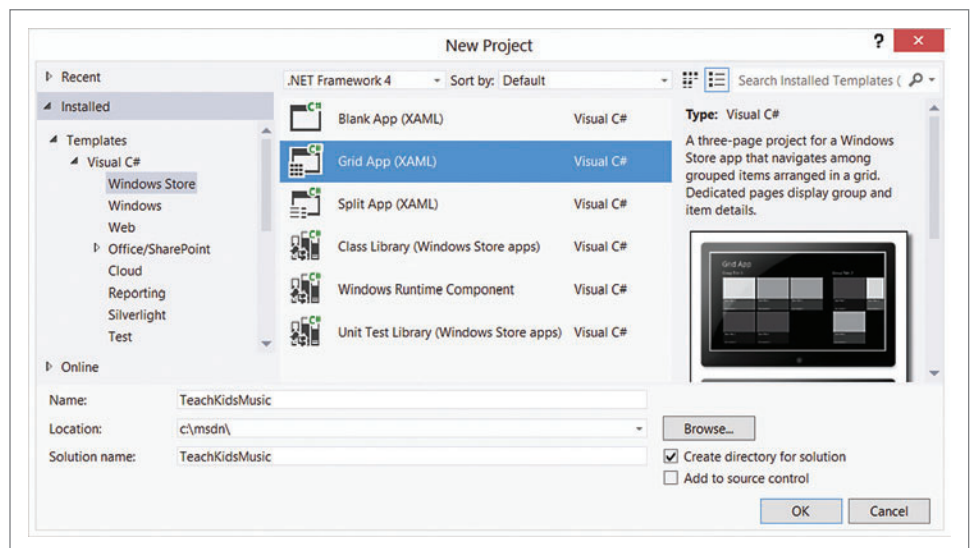 New Project
?
Recent
.NET Framework 4
Sort by: Default
Search Installed Templates (
Installed
Templates
Visual C#
Windows Store
Windows
Web
Office/SharePoint
Cloud
Reporting
Silverlight
Test
Online
C# Blank App (XAML) Visual C#
C# Grid App (XAML) Visual C#
C# Split App (XAML) Visual C#
C# Class Library (Windows Store apps) Visual C#
C# Windows Runtime Component Visual C#
C# Unit Test Library (Windows Store apps) Visual C#
Type: Visual C#
A three-page project for a Windows
Store app that navigates among
grouped items arranged in a grid.
Dedicated pages display group and
item details.
Grid App
Name: TeachKidsMusic
Location: c:\msdn\
Browse...
Solution name: TeachKidsMusic
Create directory for solution
Add to source control
OK
Cancel